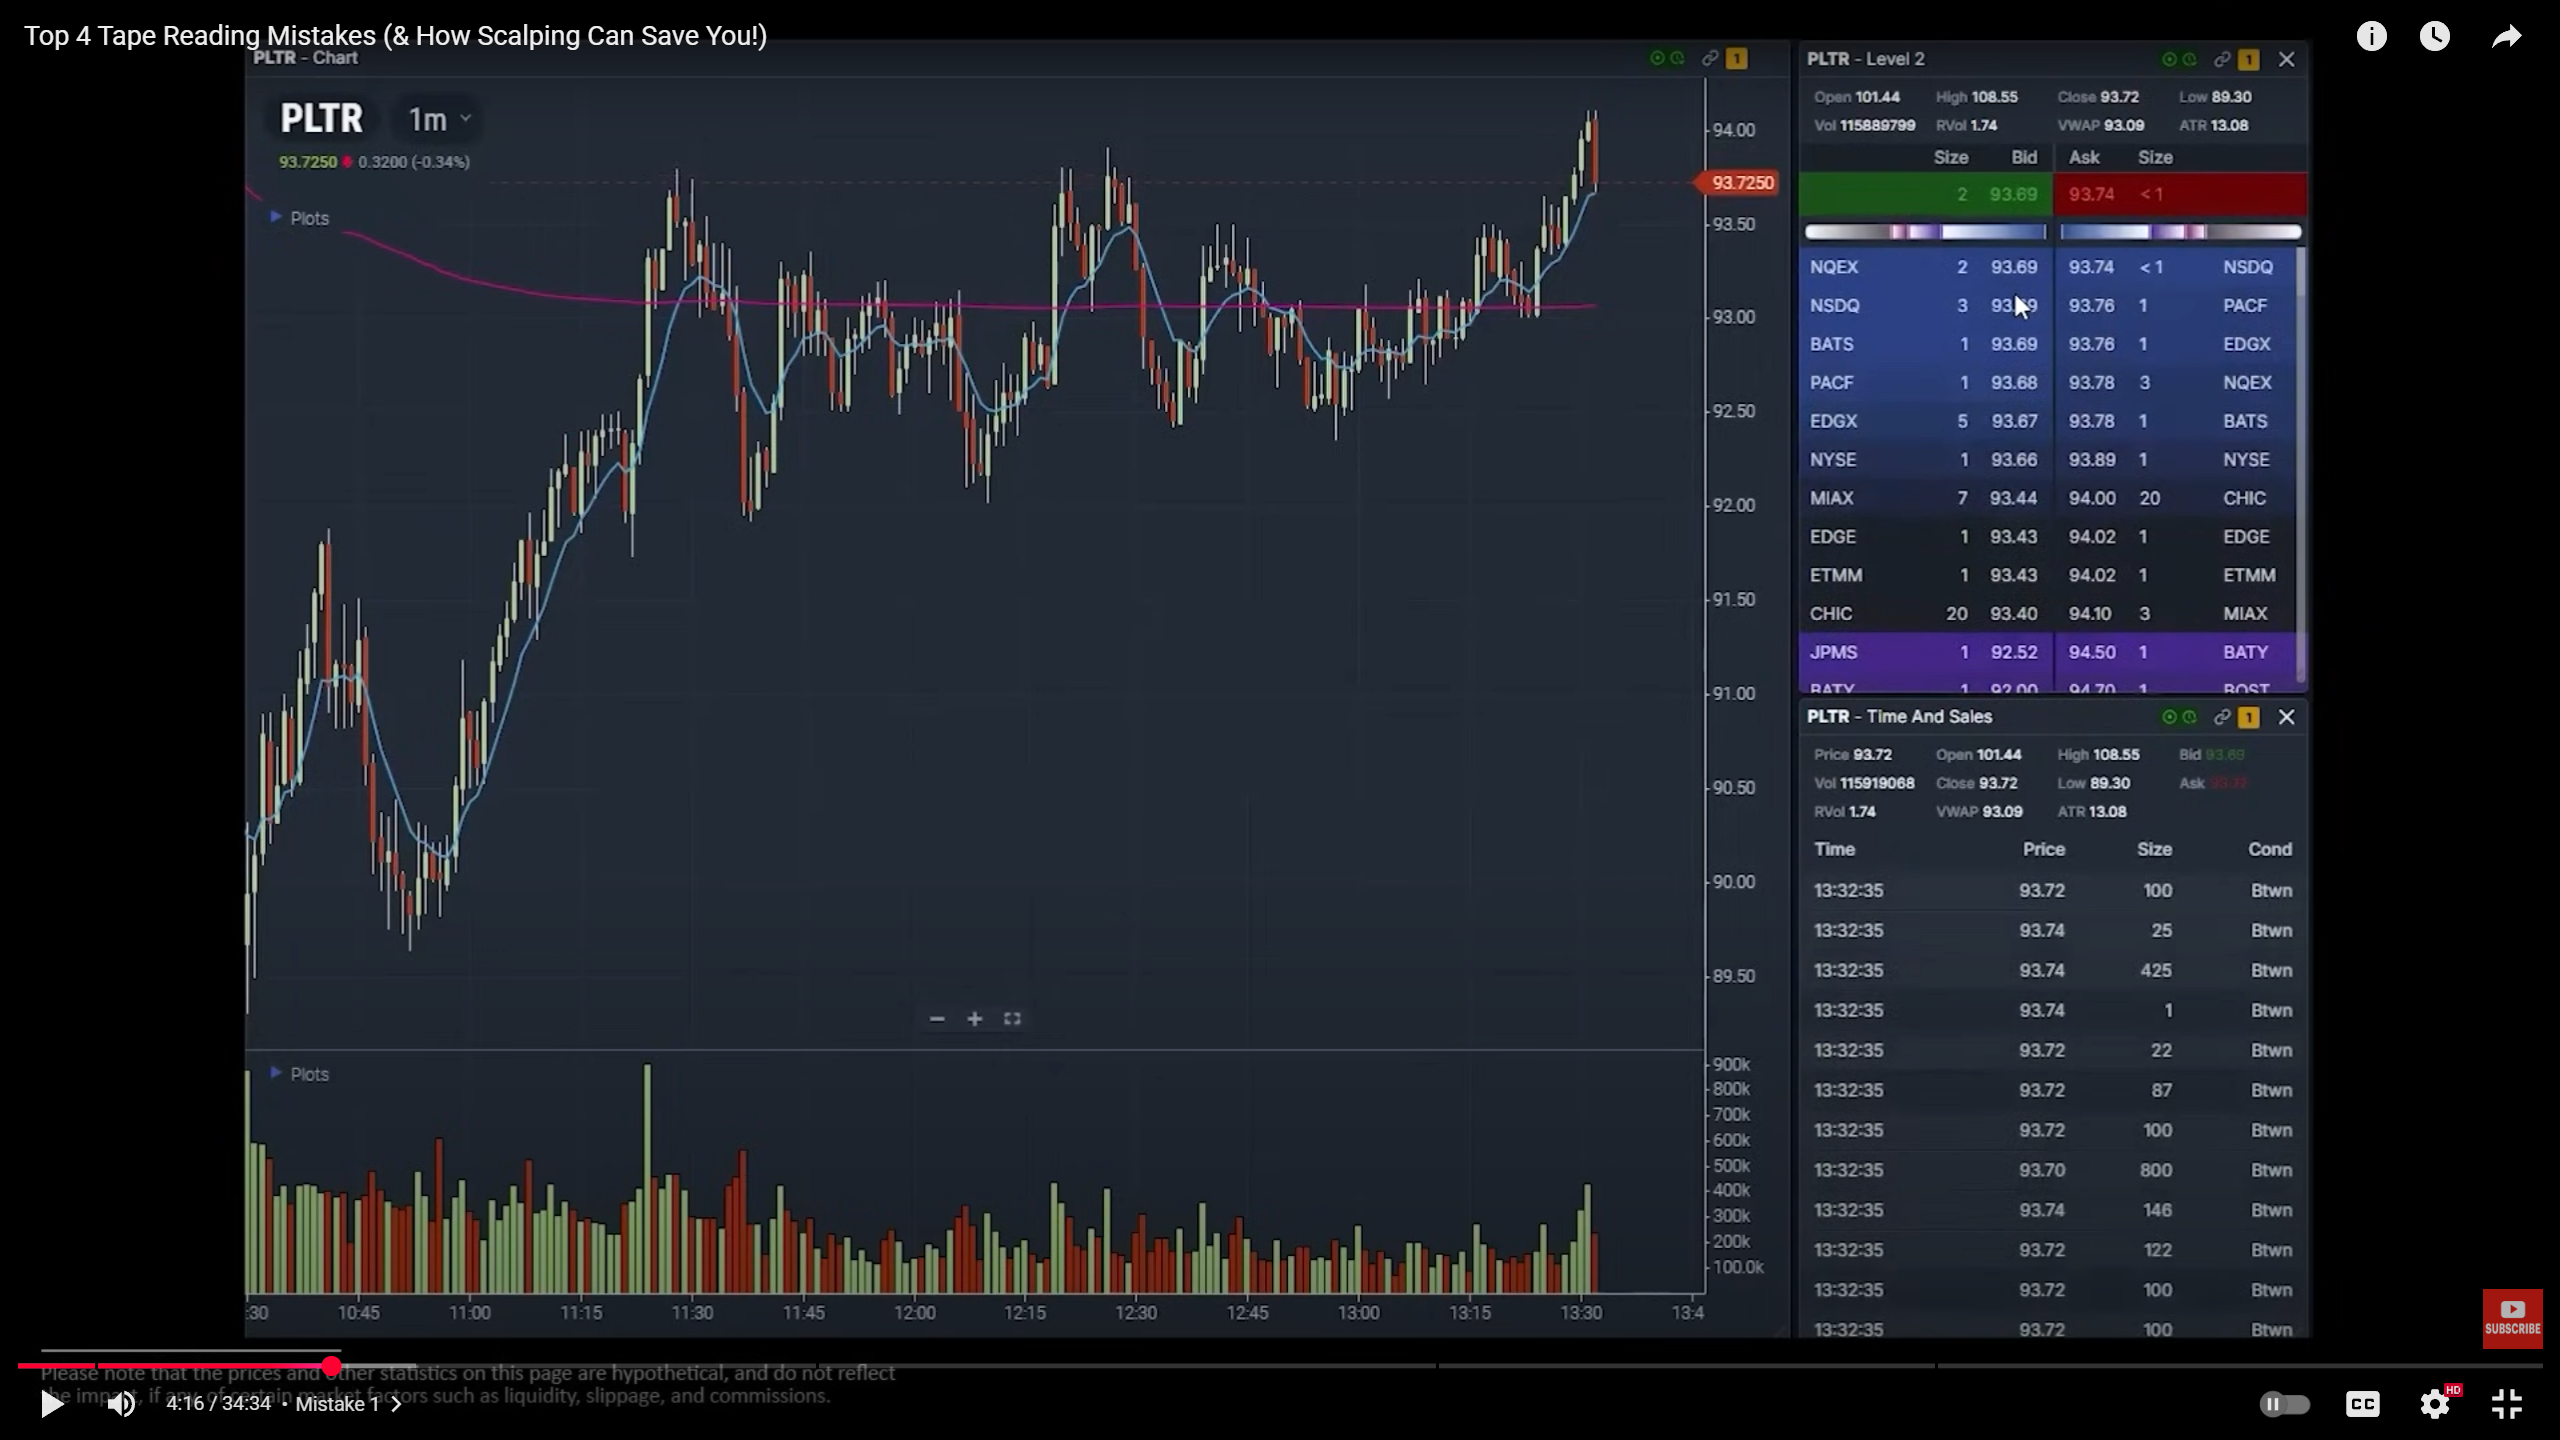 Top 4 Tape Reading Mistakes (& How Scalping Can Save You!)
PLTR - Chart
1
PLTR 1m
93.7250 0.3200 (-0.34%)
Plots
94.00
93.7250
93.50
93.00
92.50
92.00
91.50
91.00
90.50
90.00
89.50
Plots
900k
800k
700k
600k
500k
400k
300k
200k
100.0k
:30 10:45 11:00 11:15 11:30 11:45 12:00 12:15 12:30 12:45 13:00 13:15 13:30 13:4
PLTR - Level 2 1
Open 101.44 High 108.55 Close 93.72 Low 89.30
Vol 115889799 RVol 1.74 VWAP 93.09 ATR 13.08
Size Bid Ask Size
2 93.69 93.74 < 1
NQEX 2 93.69 93.74 < 1 NSDQ
NSDQ 3 93.76 1 PACF
BATS 1 93.69 93.76 1 EDGX
PACF 1 93.68 93.78 3 NQEX
EDGX 5 93.67 93.78 1 BATS
NYSE 1 93.66 93.89 1 NYSE
MIAX 7 93.44 94.00 20 CHIC
EDGE 1 93.43 94.02 1 EDGE
ETMM 1 93.43 94.02 1 ETMM
CHIC 20 93.40 94.10 3 MIAX
JPMS 1 92.52 94.50 1 BATY
BATY 1 92.00 94.70 1 BOST
PLTR - Time And Sales 1
Price 93.72 Open 101.44 High 108.55 Bid 93.69
Vol 115919068 Close 93.72 Low 89.30 Ask
RVol 1.74 VWAP 93.09 ATR 13.08
Time Price Size Cond
13:32:35 93.72 100 Btwn
13:32:35 93.74 25 Btwn
13:32:35 93.74 425 Btwn
13:32:35 93.74 1 Btwn
13:32:35 93.72 22 Btwn
13:32:35 93.72 87 Btwn
13:32:35 93.72 100 Btwn
13:32:35 93.70 800 Btwn
13:32:35 93.74 146 Btwn
13:32:35 93.72 122 Btwn
13:32:35 93.72 100 Btwn
13:32:35 93.72 100 Btwn
SUBSCRIBE
Please note that the prices and other statistics on this page are hypothetical, and do not reflect
the impact, if any, of certain market factors such as liquidity, slippage, and commissions.
4:16 / 34:34 • Mistake 1
CC
HD